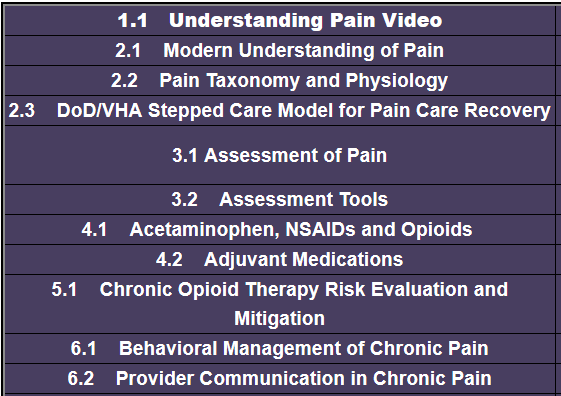 1.1 Understanding Pain Video
2.1 Modern Understanding of Pain
2.2 Pain Taxonomy and Physiology
2.3 DoD/VHA Stepped Care Model for Pain Care Recovery
3.1 Assessment of Pain
3.2 Assessment Tools
4.1 Acetaminophen, NSAIDs and Opioids
4.2 Adjuvant Medications
5.1 Chronic Opioid Therapy Risk Evaluation and
Mitigation
6.1 Behavioral Management of Chronic Pain
6.2 Provider Communication in Chronic Pain